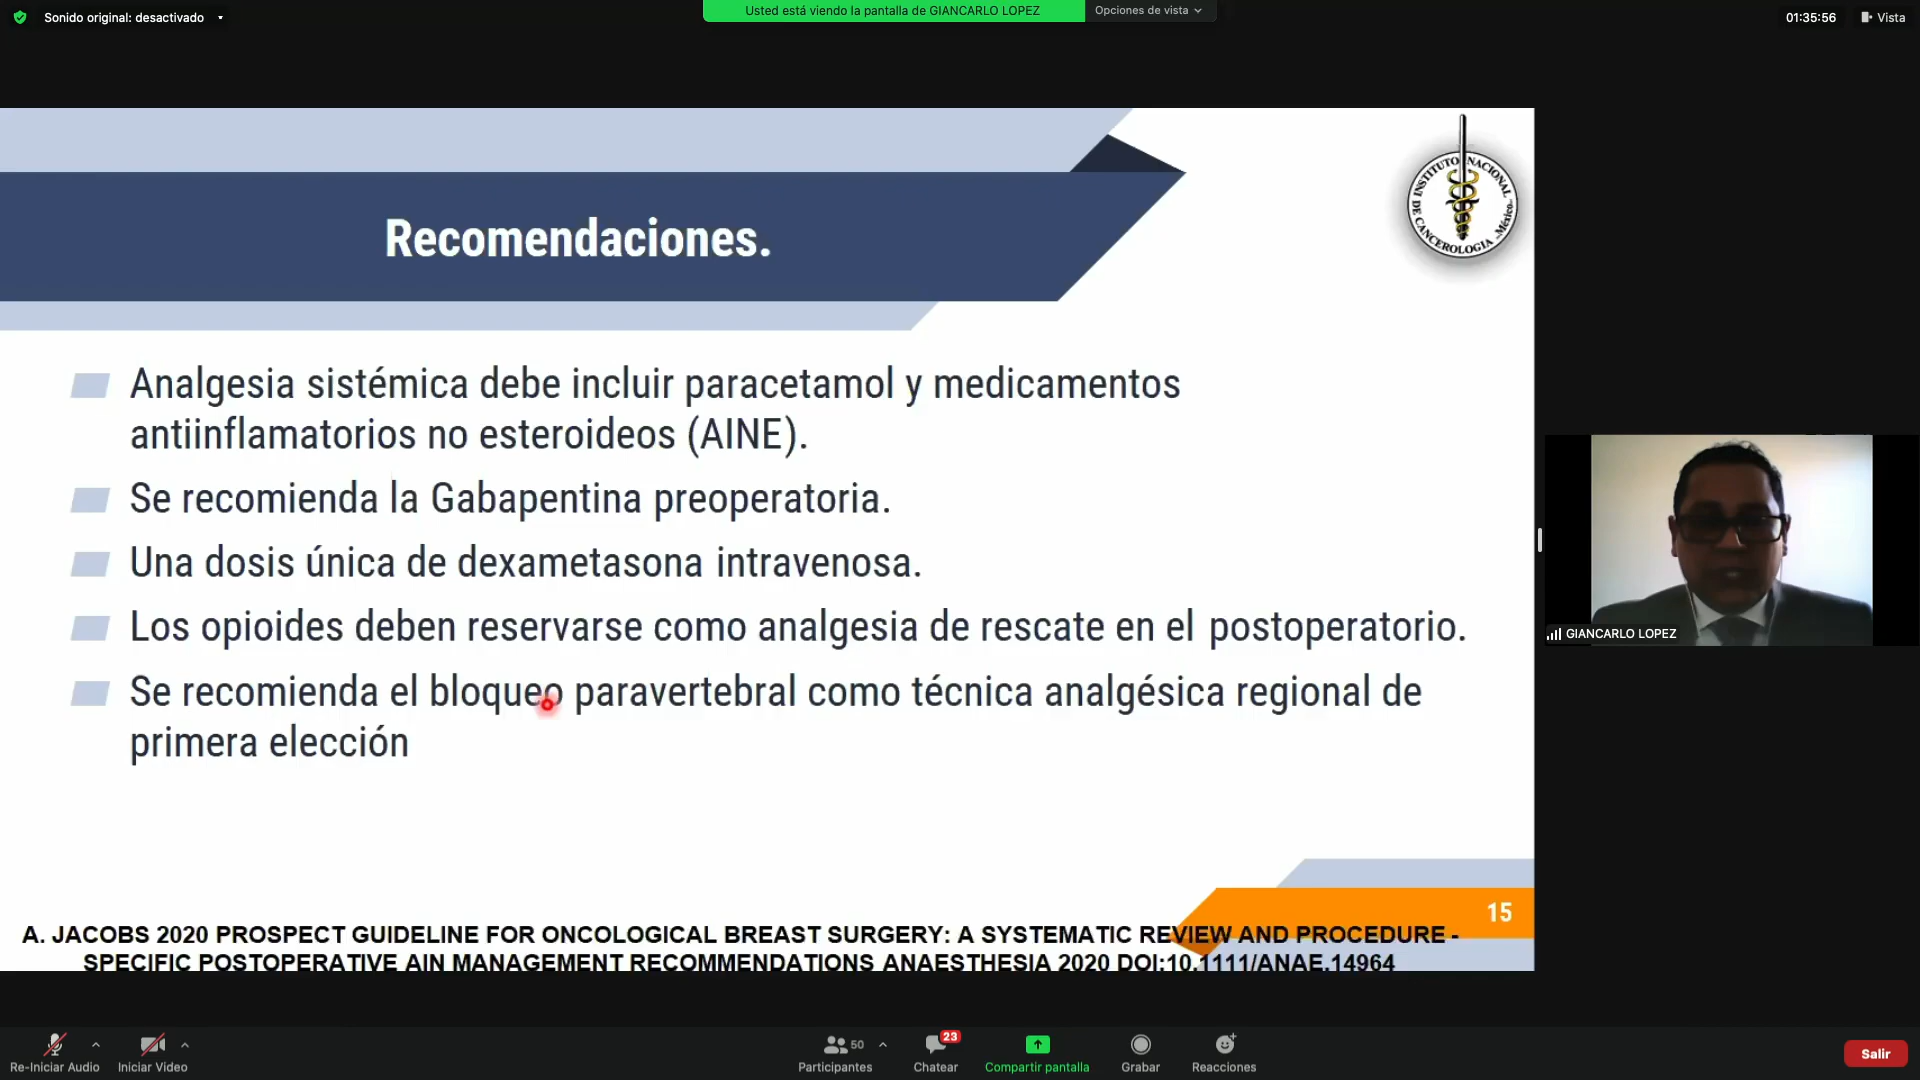 Sonido original: desactivado
Usted está viendo la pantalla de GIANCARLO LOPEZ
Opciones de vista
01:35:56
Vista
INSTITUTO NACIONAL
DE CANCEROLOGIA
México
Recomendaciones.
Analgesia sistémica debe incluir paracetamol y medicamentos
antiinflamatorios no esteroideos (AINE).
Se recomienda la Gabapentina preoperatoria.
Una dosis única de dexametasona intravenosa.
Los opioides deben reservarse como analgesia de rescate en el postoperatorio.
Se recomienda el bloqueo paravertebral como técnica analgésica regional de
primera elección
GIANCARLO LOPEZ
15
A. JACOBS 2020 PROSPECT GUIDELINE FOR ONCOLOGICAL BREAST SURGERY: A SYSTEMATIC REVIEW AND PROCEDURE -
SPECIFIC POSTOPERATIVE AIN MANAGEMENT RECOMMENDATIONS ANAESTHESIA 2020 DOI:10.1111/ANAE.14964
Re-Iniciar Audio
Iniciar Video
50
Participantes
23
Chatear
Compartir pantalla
Grabar
Reacciones
Salir